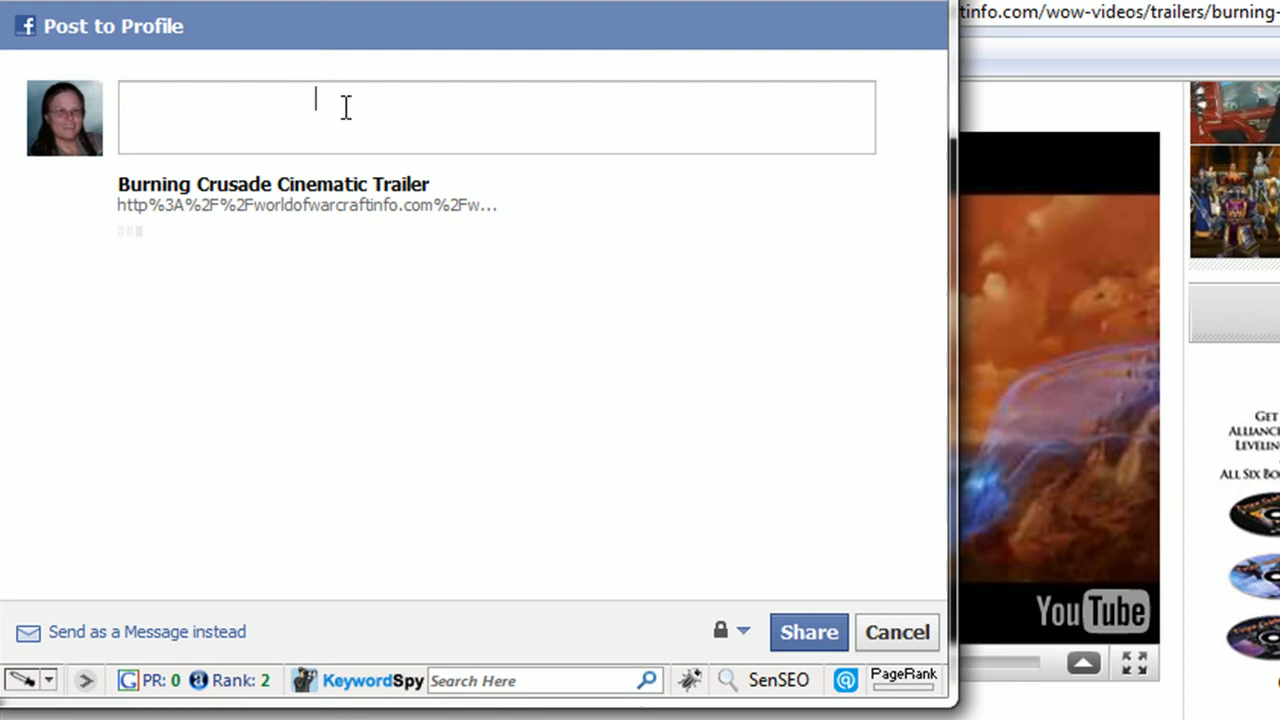 tinfo.com/wow-videos/trailers/burning-
Post to Profile
Burning Crusade Cinematic Trailer
http%3A%2F%2Fworldofwarcraftinfo.com%2Fw...
GET
ALLIANC
LEVELIN
ALL SIX BO
YouTube
Send as a Message instead
Share
Cancel
PR: 0
Rank: 2
KeywordSpy
Search Here
SenSEO
PageRank